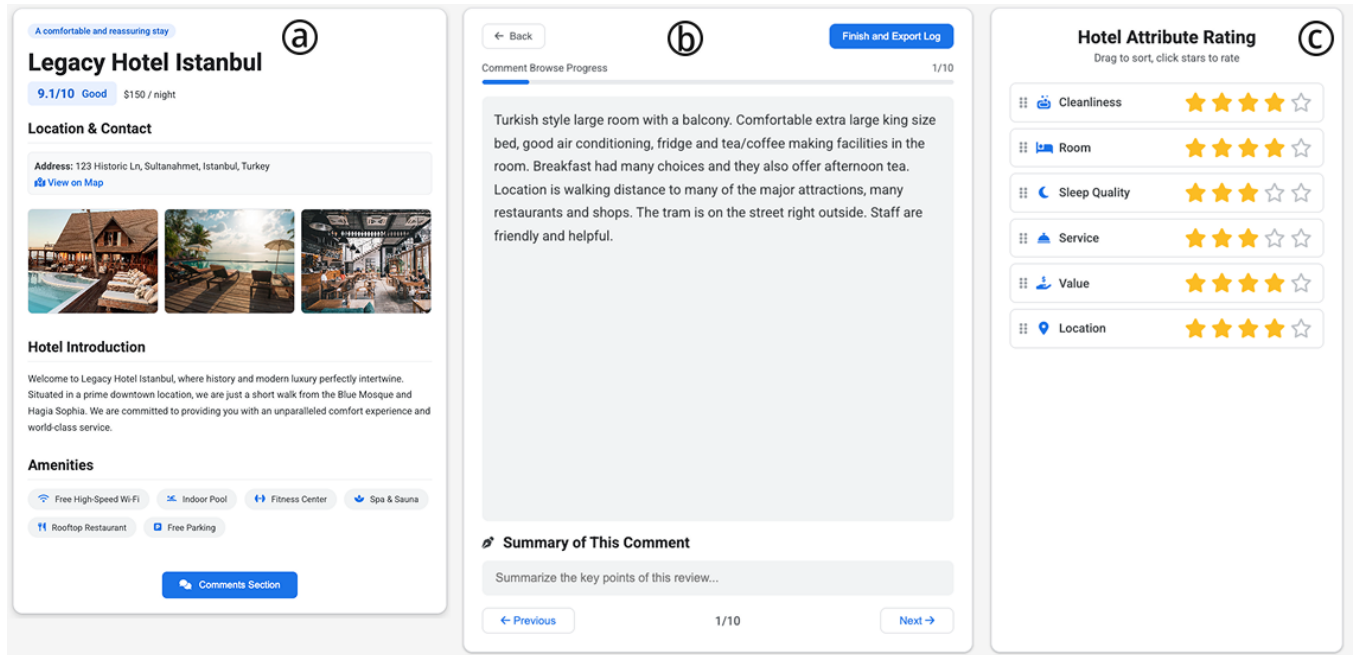 ⓐ
A comfortable and reassuring stay
Legacy Hotel Istanbul
9.1/10 Good $150 / night
Location & Contact
Address: 123 Historic Ln, Sultanahmet, Istanbul, Turkey
View on Map
Hotel Introduction
Welcome to Legacy Hotel Istanbul, where history and modern luxury perfectly intertwine.
Situated in a prime downtown location, we are just a short walk from the Blue Mosque and
Hagia Sophia. We are committed to providing you with an unparalleled comfort experience and
world-class service.
Amenities
Free High-Speed Wi-Fi Indoor Pool Fitness Center Spa & Sauna
Rooftop Restaurant Free Parking
Comments Section
ⓑ
← Back
Finish and Export Log
Comment Browse Progress 1/10
Turkish style large room with a balcony. Comfortable extra large king size
bed, good air conditioning, fridge and tea/coffee making facilities in the
room. Breakfast had many choices and they also offer afternoon tea.
Location is walking distance to many of the major attractions, many
restaurants and shops. The tram is on the street right outside. Staff are
friendly and helpful.
Summary of This Comment
Summarize the key points of this review...
← Previous 1/10 Next →
ⓒ
Hotel Attribute Rating
Drag to sort, click stars to rate
Cleanliness
Room
Sleep Quality
Service
Value
Location